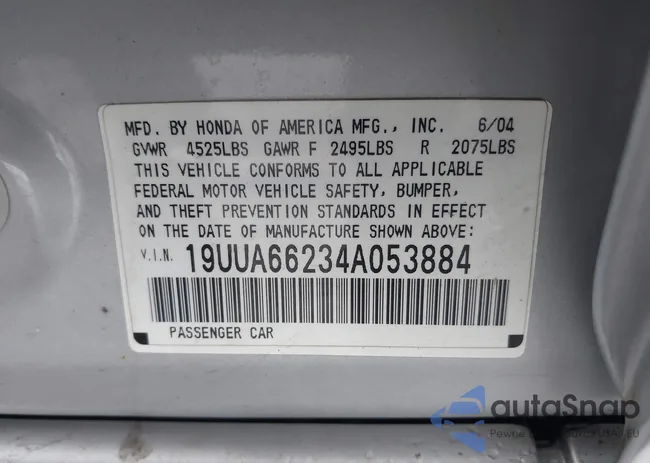 MFD. BY HONDA OF AMERICA MFG., INC. 6/04
GVWR 4525LBS GAWR F 2495LBS R 2075LBS
THIS VEHICLE CONFORMS TO ALL APPLICABLE
FEDERAL MOTOR VEHICLE SAFETY, BUMPER,
AND THEFT PREVENTION STANDARDS IN EFFECT
ON THE DATE OF MANUFACTURE SHOWN ABOVE:
V.I.N. 19UUA66234A053884
PASSENGER CAR
autoSnap
Pewne